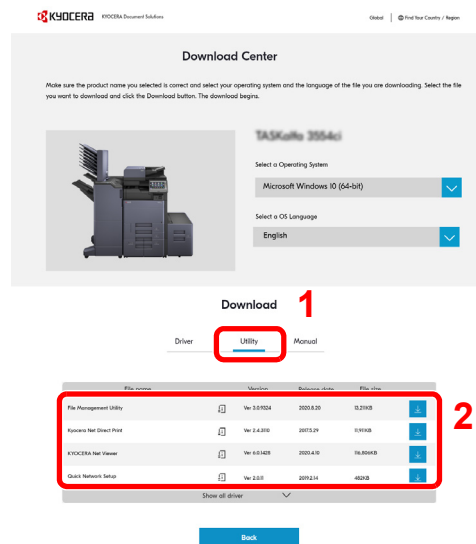 KYOCERA KYOCERA Document Solutions Global Find Your Country / Region
Download Center
Make sure the product name you selected is correct and select your operating system and the language of the file you are downloading. Select the file
you want to download and click the Download button. The download begins.
Select a Operating System
Microsoft Windows 10 (64-bit)
Select a OS Language
English
Download 1
Driver Utility Manual
File name Version Release date File size
File Management Utility Ver 3.0.9324 2020.8.20 13,211KB
Kyocera Net Direct Print Ver 2.4.3110 2017.5.29 11,911KB
KYOCERA Net Viewer Ver 6.0.1428 2020.4.10 116,806KB
Quick Network Setup Ver 2.0.11 2019.2.14 482KB
2
Show all driver
Back